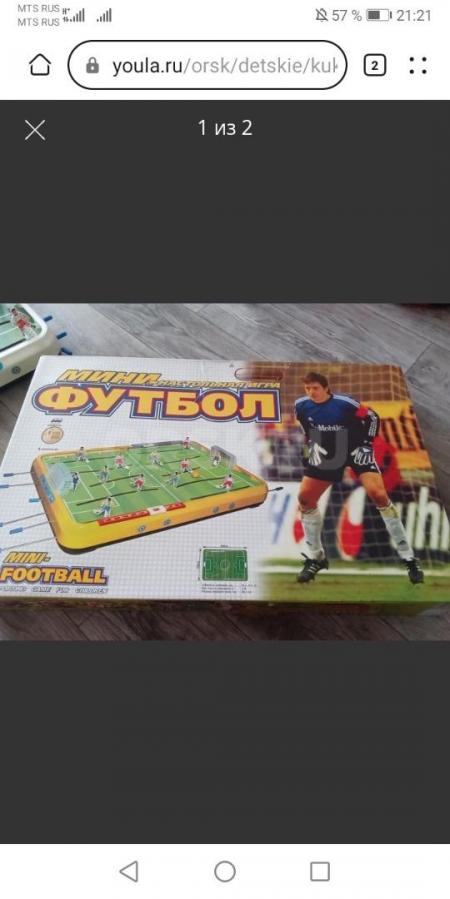 MTS RUS
MTS RUS
57 %
21:21
youla.ru/orsk/detskie/kuk
2
1 из 2
МИНИ НАСТОЛЬНАЯ ИГРА
ФУТБОЛ
MINI-
FOOTBALL
GAME FOR CHILDREN